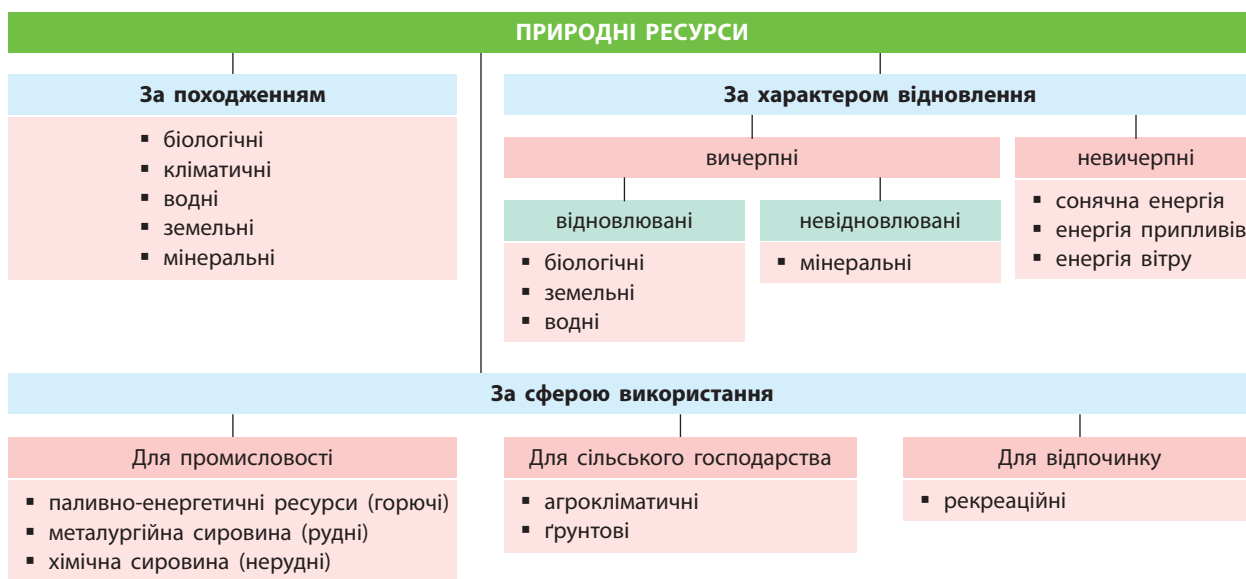 ПРИРОДНІ РЕСУРСИ
За походженням
▪ біологічні
▪ кліматичні
▪ водні
▪ земельні
▪ мінеральні
За характером відновлення
вичерпні
відновлювані
▪ біологічні
▪ земельні
▪ водні
невідновлювані
▪ мінеральні
невичерпні
▪ сонячна енергія
▪ енергія припливів
▪ енергія вітру
За сферою використання
Для промисловості
▪ паливно-енергетичні ресурси (горючі)
▪ металургійна сировина (рудні)
▪ хімічна сировина (нерудні)
Для сільського господарства
▪ агрокліматичні
▪ ґрунтові
Для відпочинку
▪ рекреаційні